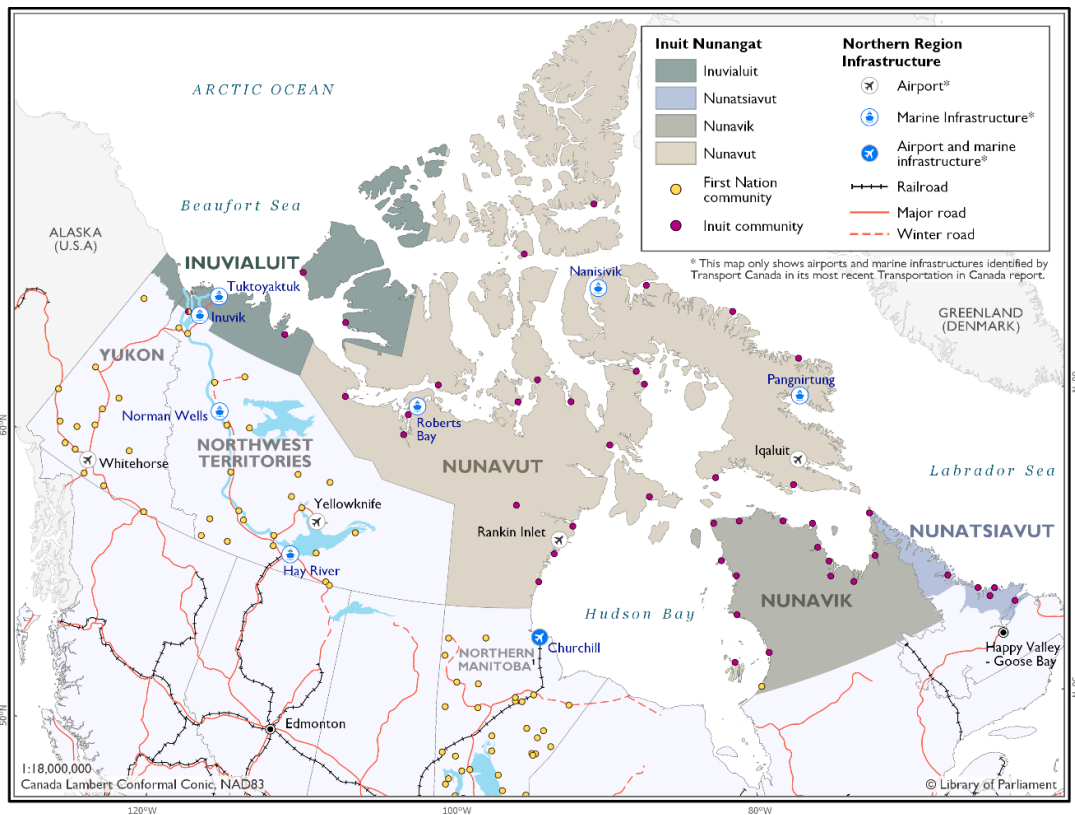 Inuit Nunangat
Inuvialuit
Nunatsiavut
Nunavik
Nunavut
First Nation
community
Inuit community
Northern Region
Infrastructure
Airport*
Marine Infrastructure*
Airport and marine
infrastructure*
Railroad
Major road
Winter road
* This map only shows airports and marine infrastructures identified by
Transport Canada in its most recent Transportation in Canada report.
ARCTIC OCEAN
Beaufort Sea
ALASKA
(U.S.A)
INUVIALUIT
Tuktoyaktuk
Inuvik
Nanisivik
GREENLAND
(DENMARK)
YUKON
Pangnirtung
Norman Wells
Roberts
Bay
NORTHWEST
TERRITORIES
Whitehorse
NUNAVUT
Iqaluit
Labrador Sea
Yellowknife
Rankin Inlet
NUNATSIAVUT
Hay River
NUNAVIK
Hudson Bay
Churchill
NORTHERN
MANITOBA¹
Happy Valley
- Goose Bay
Edmonton
1:18,000,000
Canada Lambert Conformal Conic, NAD83
© Library of Parliament
60°N
50°N
120°W
100°W
80°W